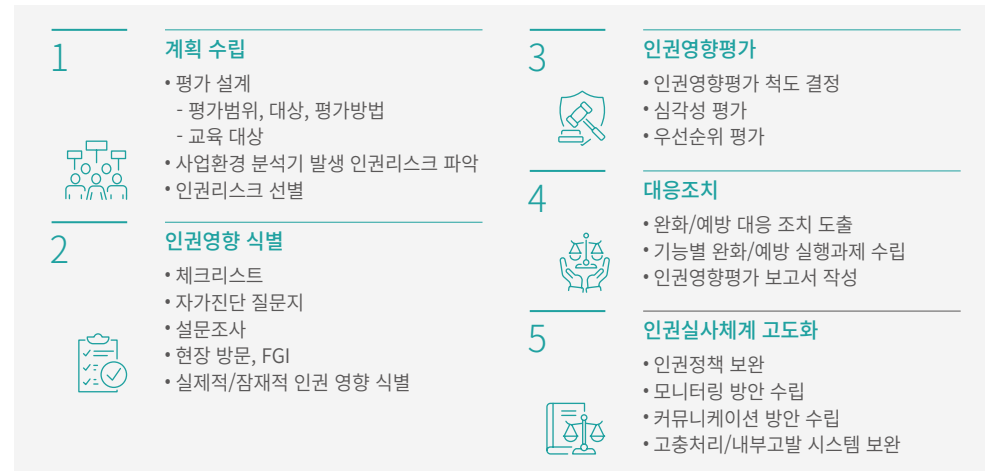 1
계획 수립
• 평가 설계
- 평가범위, 대상, 평가방법
- 교육 대상
• 사업환경 분석기 발생 인권리스크 파악
• 인권리스크 선별
2
인권영향 식별
• 체크리스트
• 자가진단 질문지
• 설문조사
• 현장 방문, FGI
• 실제적/잠재적 인권 영향 식별
3
인권영향평가
• 인권영향평가 척도 결정
• 심각성 평가
• 우선순위 평가
4
대응조치
• 완화/예방 대응 조치 도출
• 기능별 완화/예방 실행과제 수립
• 인권영향평가 보고서 작성
5
인권실사체계 고도화
• 인권정책 보완
• 모니터링 방안 수립
• 커뮤니케이션 방안 수립
• 고충처리/내부고발 시스템 보완